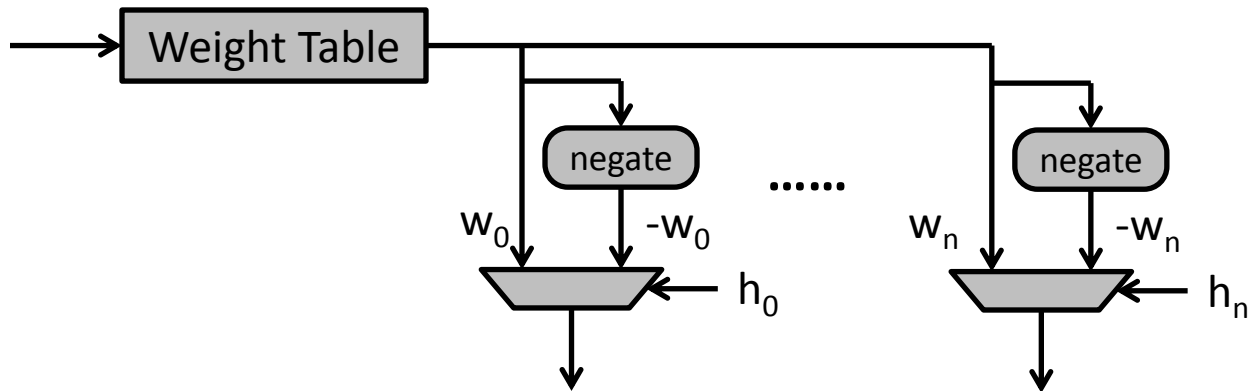 Weight Table
negate
negate
......
w₀
-w₀
wₙ
-wₙ
h₀
hₙ